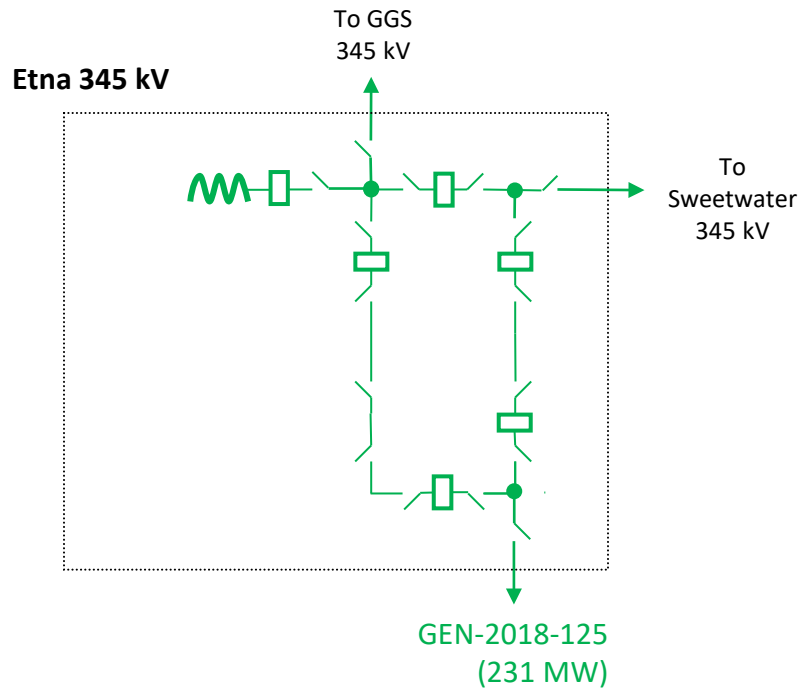 To GGS
345 kV
Etna 345 kV
To
Sweetwater
345 kV
GEN-2018-125
(231 MW)